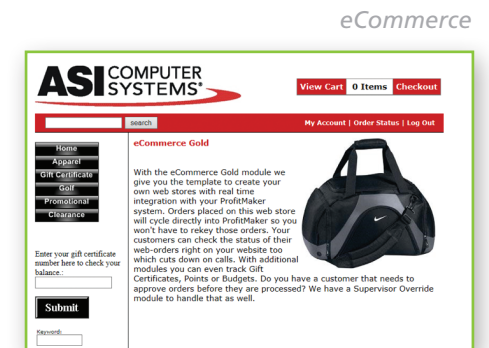 eCommerce
ASI COMPUTER
SYSTEMS
View Cart 0 Items Checkout
search
My Account | Order Status | Log Out
Home
Apparel
Gift Certificate
Golf
Promotional
Clearance
Enter your gift certificate
number here to check your
balance.:
Submit
Keyword:
eCommerce Gold
With the eCommerce Gold module we
give you the template to create your
own web stores with real time
integration with your ProfitMaker
system. Orders placed on this web store
will cycle directly into ProfitMaker so you
won't have to rekey those orders. Your
customers can check the status of their
web-orders right on your website too
which cuts down on calls. With additional
modules you can even track Gift
Certificates, Points or Budgets. Do you have a customer that needs to
approve orders before they are processed? We have a Supervisor Override
module to handle that as well.